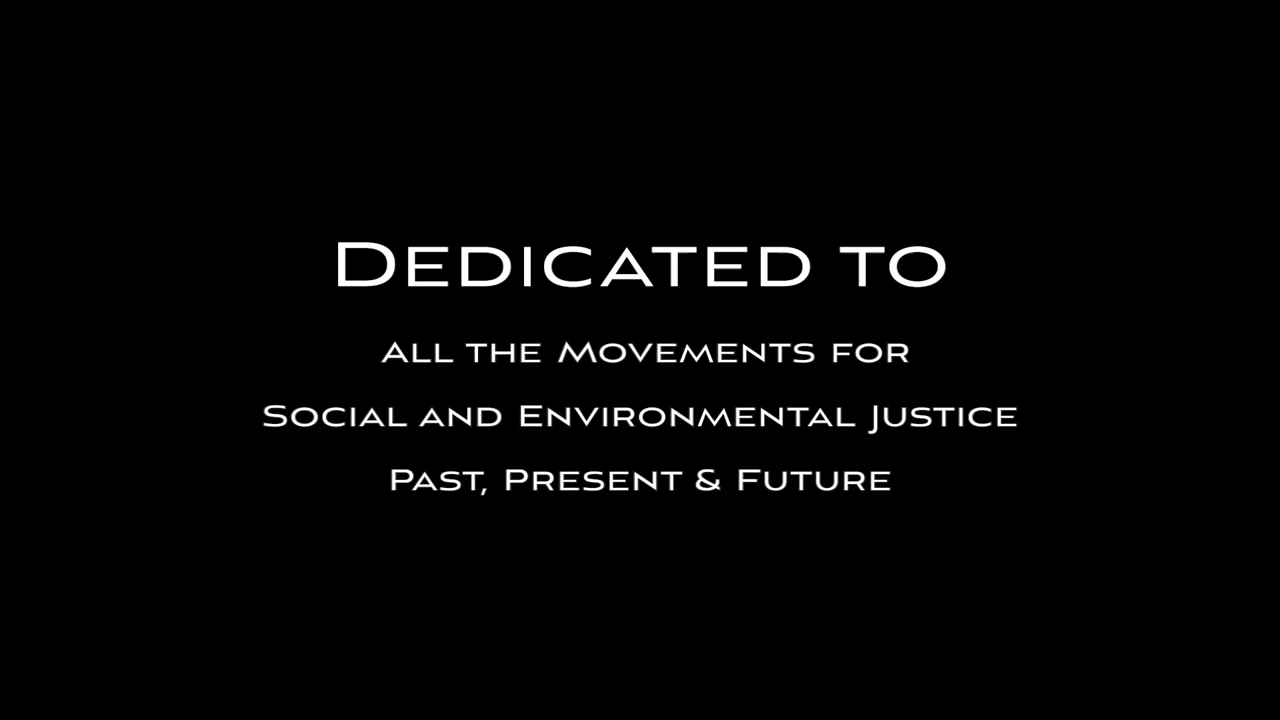 Dedicated to
All the Movements for
Social and Environmental Justice
Past, Present & Future